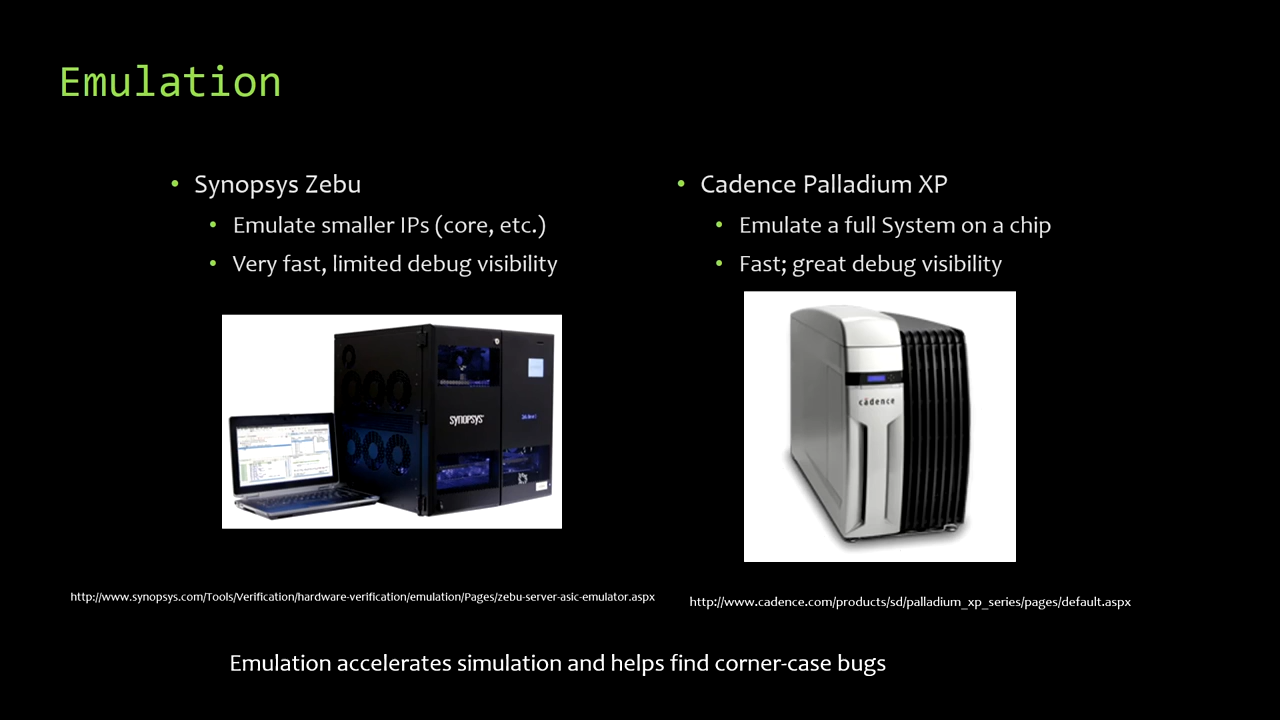 Emulation
• Synopsys Zebu
• Emulate smaller IPs (core, etc.)
• Very fast, limited debug visibility
SYNOPSYS
http://www.synopsys.com/Tools/Verification/hardware-verification/emulation/Pages/zebu-server-asic-emulator.aspx
• Cadence Palladium XP
• Emulate a full System on a chip
• Fast; great debug visibility
cādence
http://www.cadence.com/products/sd/palladium_xp_series/pages/default.aspx
Emulation accelerates simulation and helps find corner-case bugs